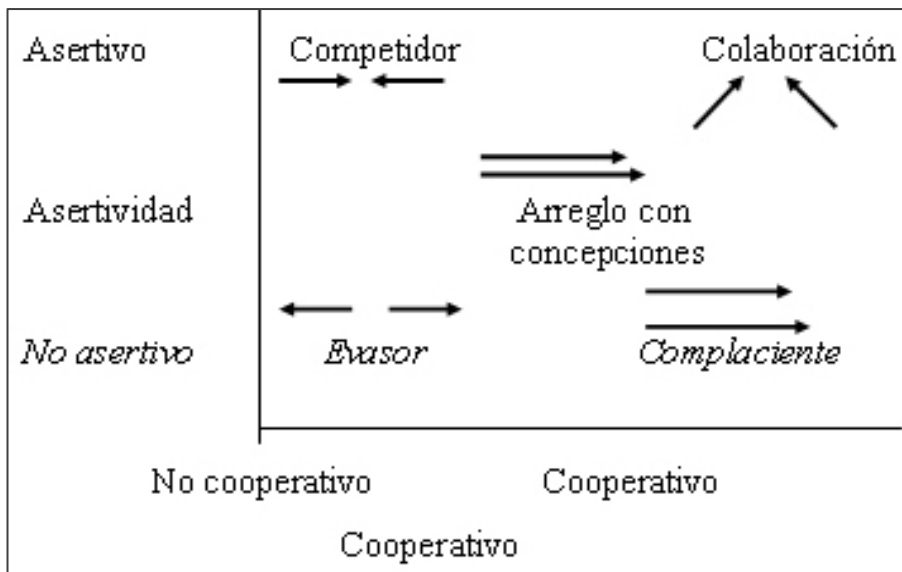 Asertivo Competidor Colaboración
Asertividad Arreglo con
concepciones
No asertivo Evasor Complaciente
No cooperativo Cooperativo
Cooperativo